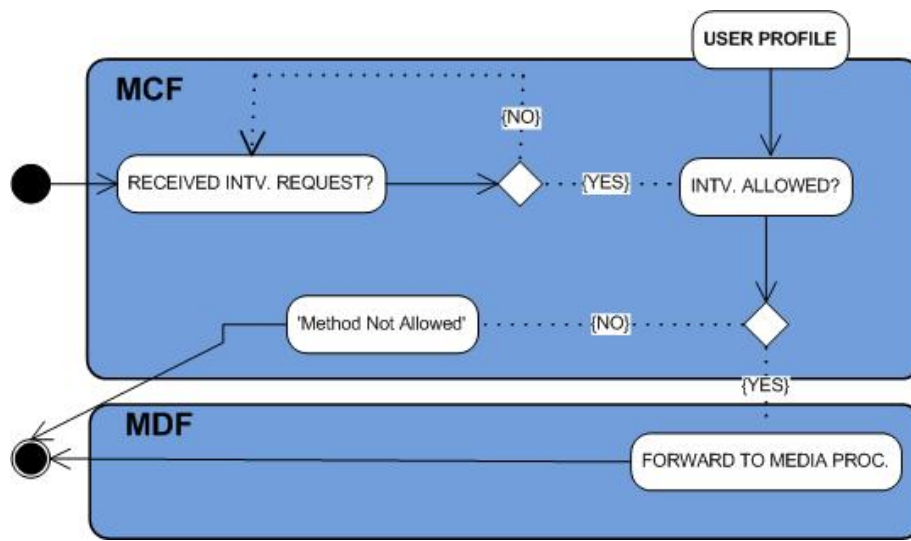 USER PROFILE
MCF
{NO}
RECEIVED INTV. REQUEST?
{YES}
INTV. ALLOWED?
'Method Not Allowed'
{NO}
{YES}
MDF
FORWARD TO MEDIA PROC.